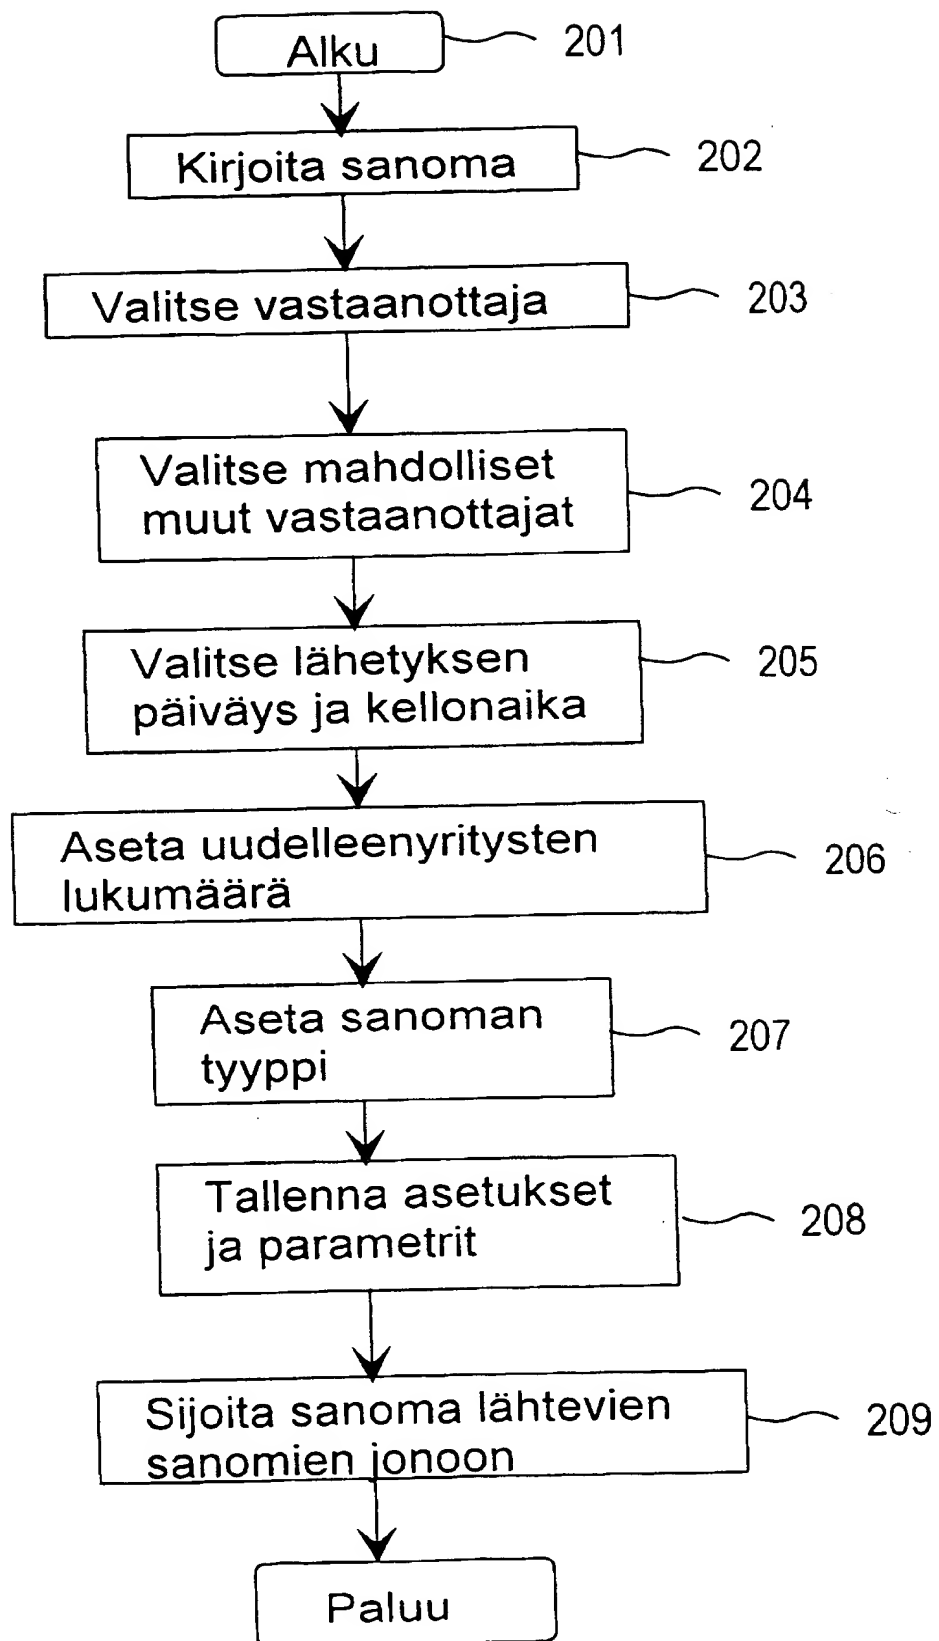 Alku
201
Kirjoita sanoma
202
Valitse vastaanottaja
203
Valitse mahdolliset
muut vastaanottajat
204
Valitse lähetyksen
päiväys ja kellonaika
205
Aseta uudelleenyritysten
lukumäärä
206
Aseta sanoman
tyyppi
207
Tallenna asetukset
ja parametrit
208
Sijoita sanoma lähtevien
sanomien jonoon
209
Paluu